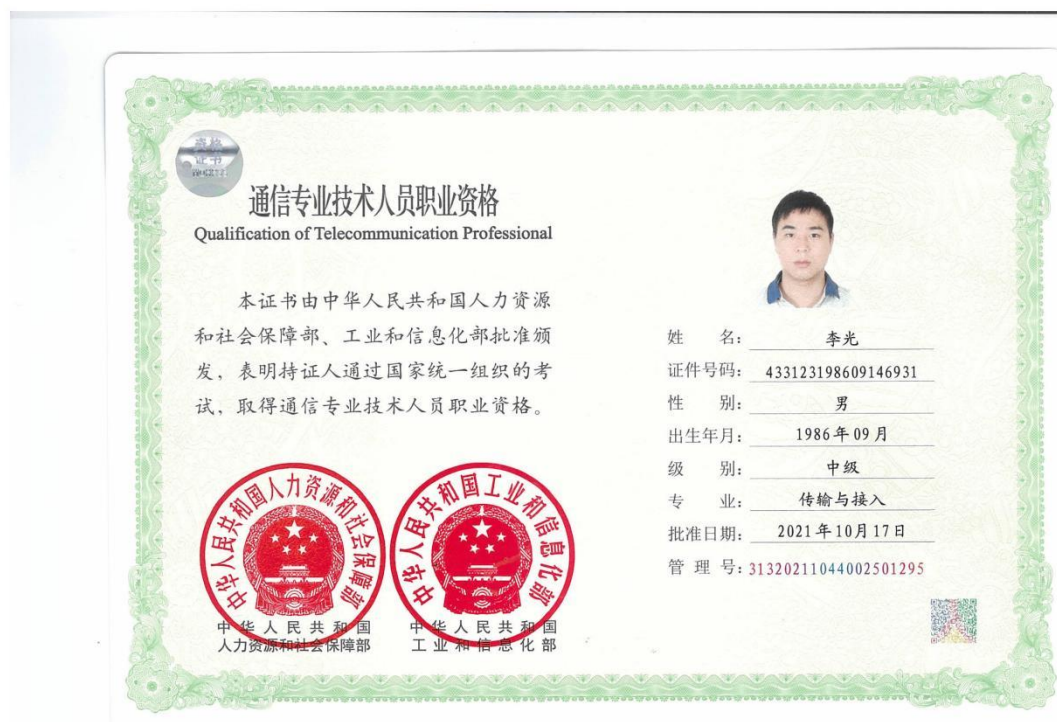 资格
证书
通信专业技术人员职业资格
Qualification of Telecommunication Professional
本证书由中华人民共和国人力资源
和社会保障部、工业和信息化部批准颁
发，表明持证人通过国家统一组织的考
试，取得通信专业技术人员职业资格。
中华人民共和国人力资源和社会保障部
中华人民共和国工业和信息化部
中华人民共和国
人力资源和社会保障部
中华人民共和国
工业和信息化部
姓 名： 李光
证件号码： 433123198609146931
性 别： 男
出生年月： 1986年09月
级 别： 中级
专 业： 传输与接入
批准日期： 2021年10月17日
管 理 号： 31320211044002501295